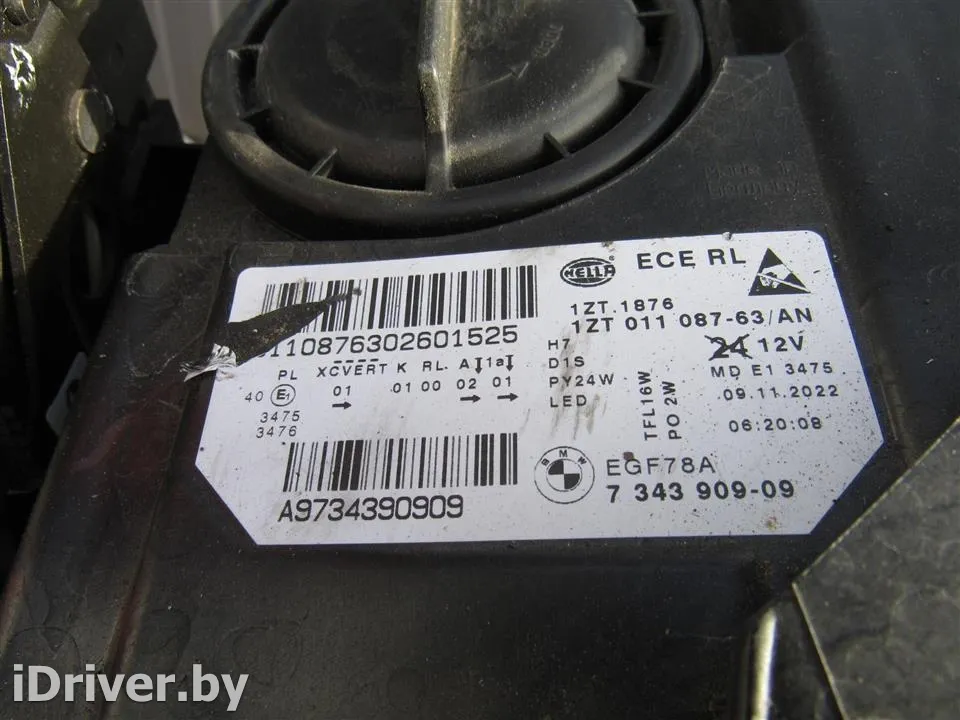 Made in
Germany
HELLA
ECE RL
1ZT.1876
1ZT 011 087-63/AN
110876302601525
PL XCVERT K RL A 1a
40 E1 01 01 00 02 01
3475
3476
H7
D1S
PY24W
LED
TFL16W
PO 2W
24 12V
MD E1 3475
09.11.2022
06:20:08
A9734390909
BMW
EGF78A
7 343 909-09
iDriver.by